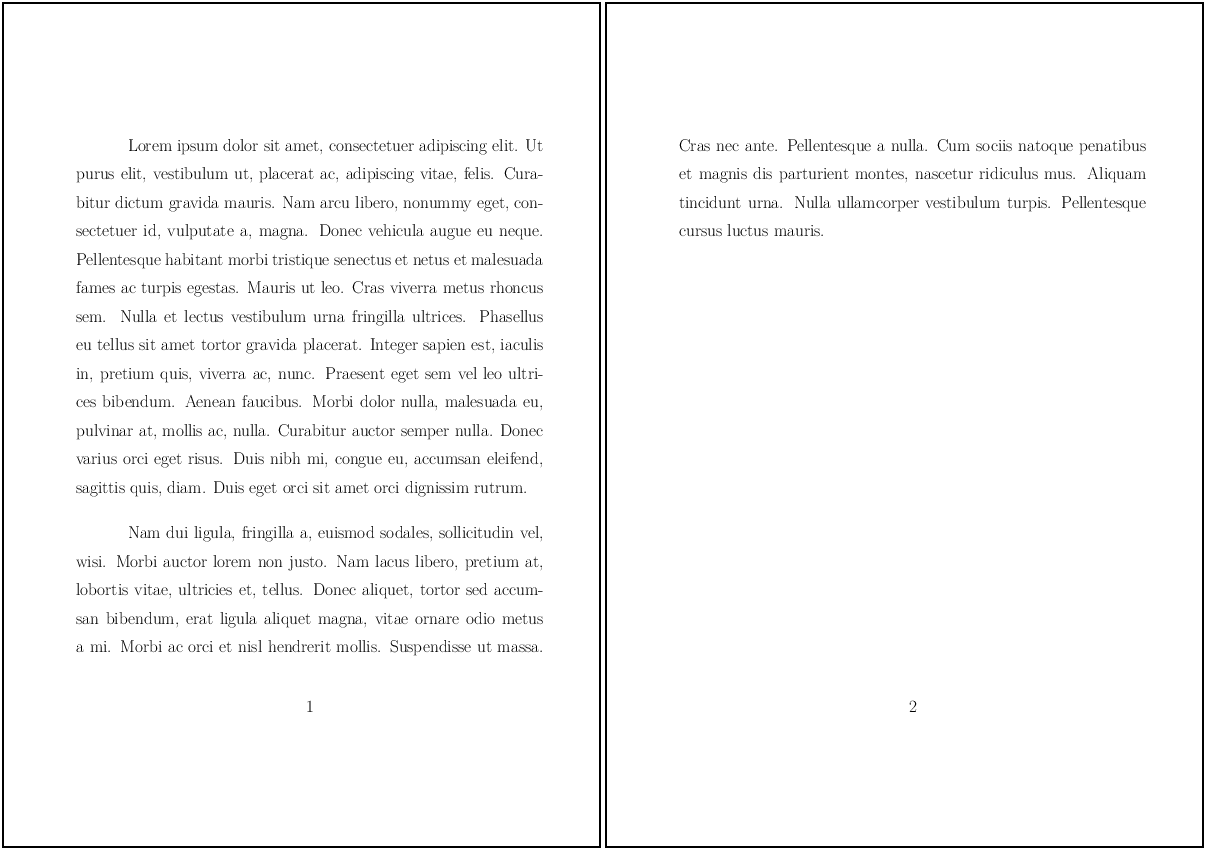 Lorem ipsum dolor sit amet, consectetuer adipiscing elit. Ut
purus elit, vestibulum ut, placerat ac, adipiscing vitae, felis. Cura-
bitur dictum gravida mauris. Nam arcu libero, nonummy eget, con-
sectetuer id, vulputate a, magna. Donec vehicula augue eu neque.
Pellentesque habitant morbi tristique senectus et netus et malesuada
fames ac turpis egestas. Mauris ut leo. Cras viverra metus rhoncus
sem. Nulla et lectus vestibulum urna fringilla ultrices. Phasellus
eu tellus sit amet tortor gravida placerat. Integer sapien est, iaculis
in, pretium quis, viverra ac, nunc. Praesent eget sem vel leo ultri-
ces bibendum. Aenean faucibus. Morbi dolor nulla, malesuada eu,
pulvinar at, mollis ac, nulla. Curabitur auctor semper nulla. Donec
varius orci eget risus. Duis nibh mi, congue eu, accumsan eleifend,
sagittis quis, diam. Duis eget orci sit amet orci dignissim rutrum.
Nam dui ligula, fringilla a, euismod sodales, sollicitudin vel,
wisi. Morbi auctor lorem non justo. Nam lacus libero, pretium at,
lobortis vitae, ultricies et, tellus. Donec aliquet, tortor sed accum-
san bibendum, erat ligula aliquet magna, vitae ornare odio metus
a mi. Morbi ac orci et nisl hendrerit mollis. Suspendisse ut massa.
1
Cras nec ante. Pellentesque a nulla. Cum sociis natoque penatibus
et magnis dis parturient montes, nascetur ridiculus mus. Aliquam
tincidunt urna. Nulla ullamcorper vestibulum turpis. Pellentesque
cursus luctus mauris.
2